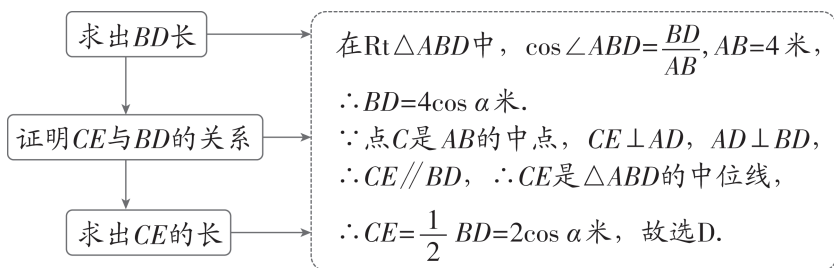 求出BD长
证明CE与BD的关系
求出CE的长
在Rt△ABD中，cos∠ABD=\frac{BD}{AB}, AB=4米，
∴BD=4cos α米.
∵点C是AB的中点，CE⊥AD，AD⊥BD，
∴CE∥BD，∴CE是△ABD的中位线，
∴CE=\frac{1}{2}BD=2cos α米，故选D.